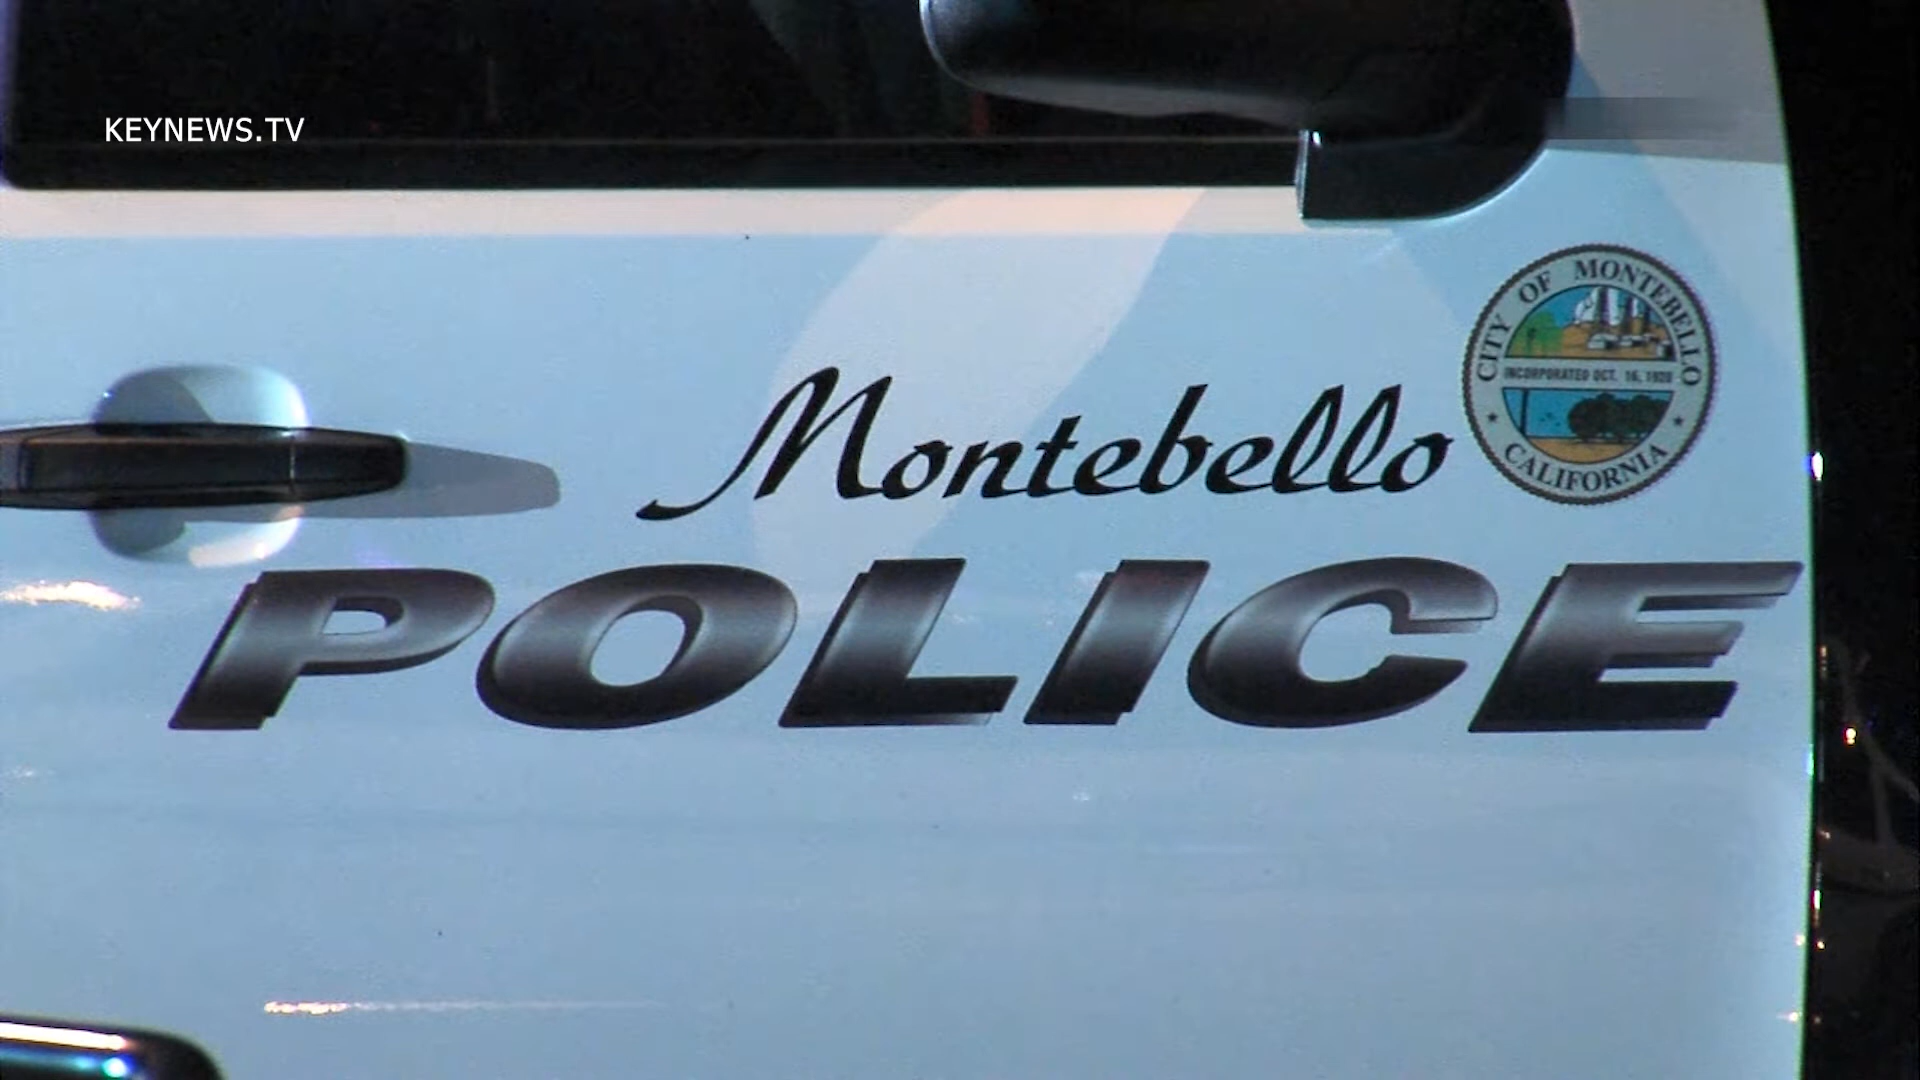 KEYNEWS.TV
CITY OF MONTEBELLO
INCORPORATED OCT. 16, 1920
CALIFORNIA
Montebello
POLICE